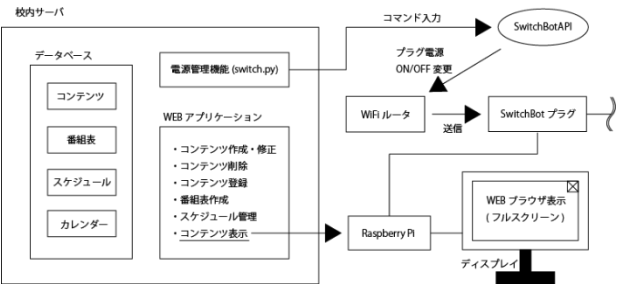 校内サーバ
コマンド入力
SwitchBotAPI
データベース
電源管理機能 (switch.py)
プラグ電源
ON/OFF 変更
コンテンツ
番組表
スケジュール
カレンダー
WEB アプリケーション
・コンテンツ作成・修正
・コンテンツ削除
・コンテンツ登録
・番組表作成
・スケジュール管理
・コンテンツ表示
WiFi ルータ
送信
SwitchBot プラグ
Raspberry PI
WEB ブラウザ表示
( フルスクリーン )
ディスプレイ